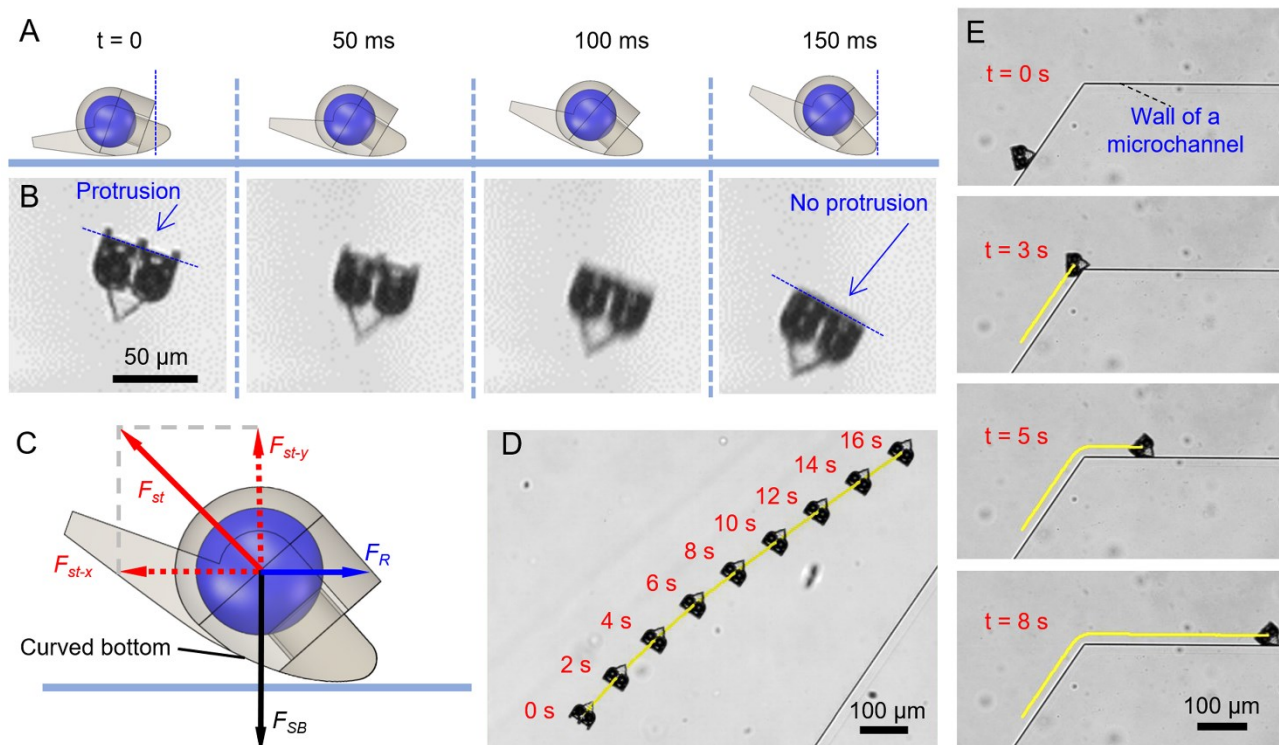 A
t = 0
50 ms
100 ms
150 ms
B
Protrusion
No protrusion
50 µm
C
F_st-y
F_st
F_R
F_st-x
Curved bottom
F_SB
D
16 s
14 s
12 s
10 s
8 s
6 s
4 s
2 s
0 s
100 µm
E
t = 0 s
Wall of a
microchannel
t = 3 s
t = 5 s
t = 8 s
100 µm